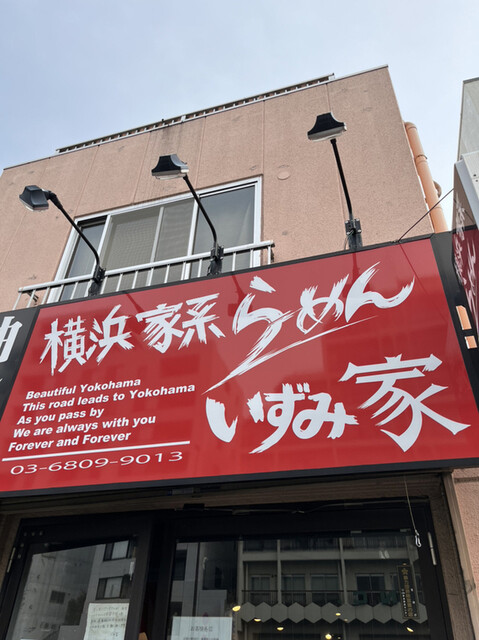 横浜家系らめん
いずみ家
Beautiful Yokohama
This road leads to Yokohama
As you pass by
We are always with you
Forever and Forever
03-6809-9013